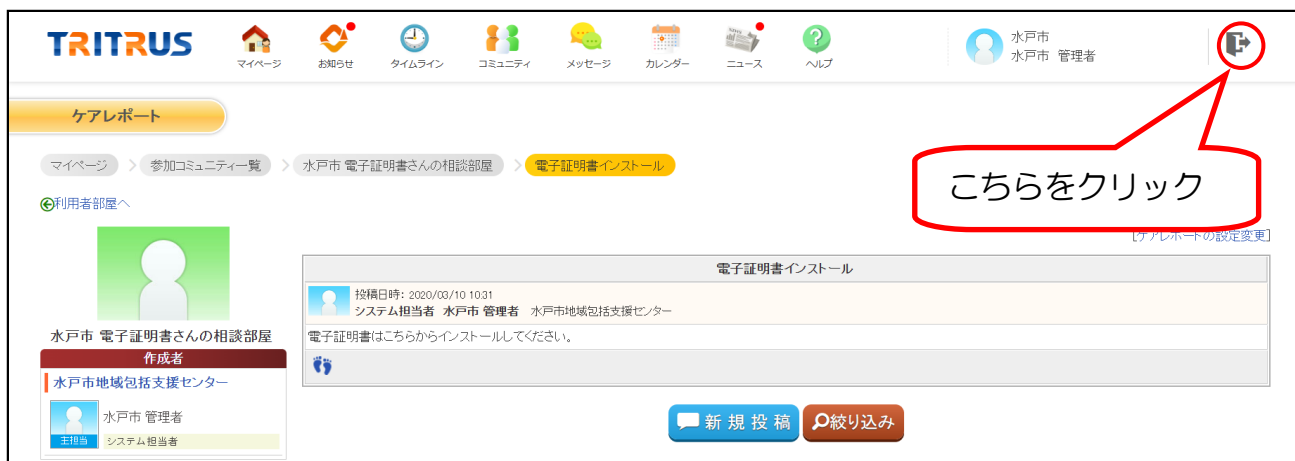 TRITRUS
マイページ
お知らせ
タイムライン
コミュニティ
メッセージ
カレンダー
ニュース
ヘルプ
水戸市
水戸市 管理者
ケアレポート
こちらをクリック
マイページ > 参加コミュニティ一覧 > 水戸市 電子証明書さんの相談部屋 > 電子証明書インストール
利用者部屋へ
[ケアレポートの設定変更]
水戸市 電子証明書さんの相談部屋
作成者
水戸市地域包括支援センター
水戸市 管理者
主担当
システム担当者
電子証明書インストール
投稿日時: 2020/03/10 10:31
システム担当者 水戸市 管理者 水戸市地域包括支援センター
電子証明書はこちらからインストールしてください。
新規投稿
絞り込み